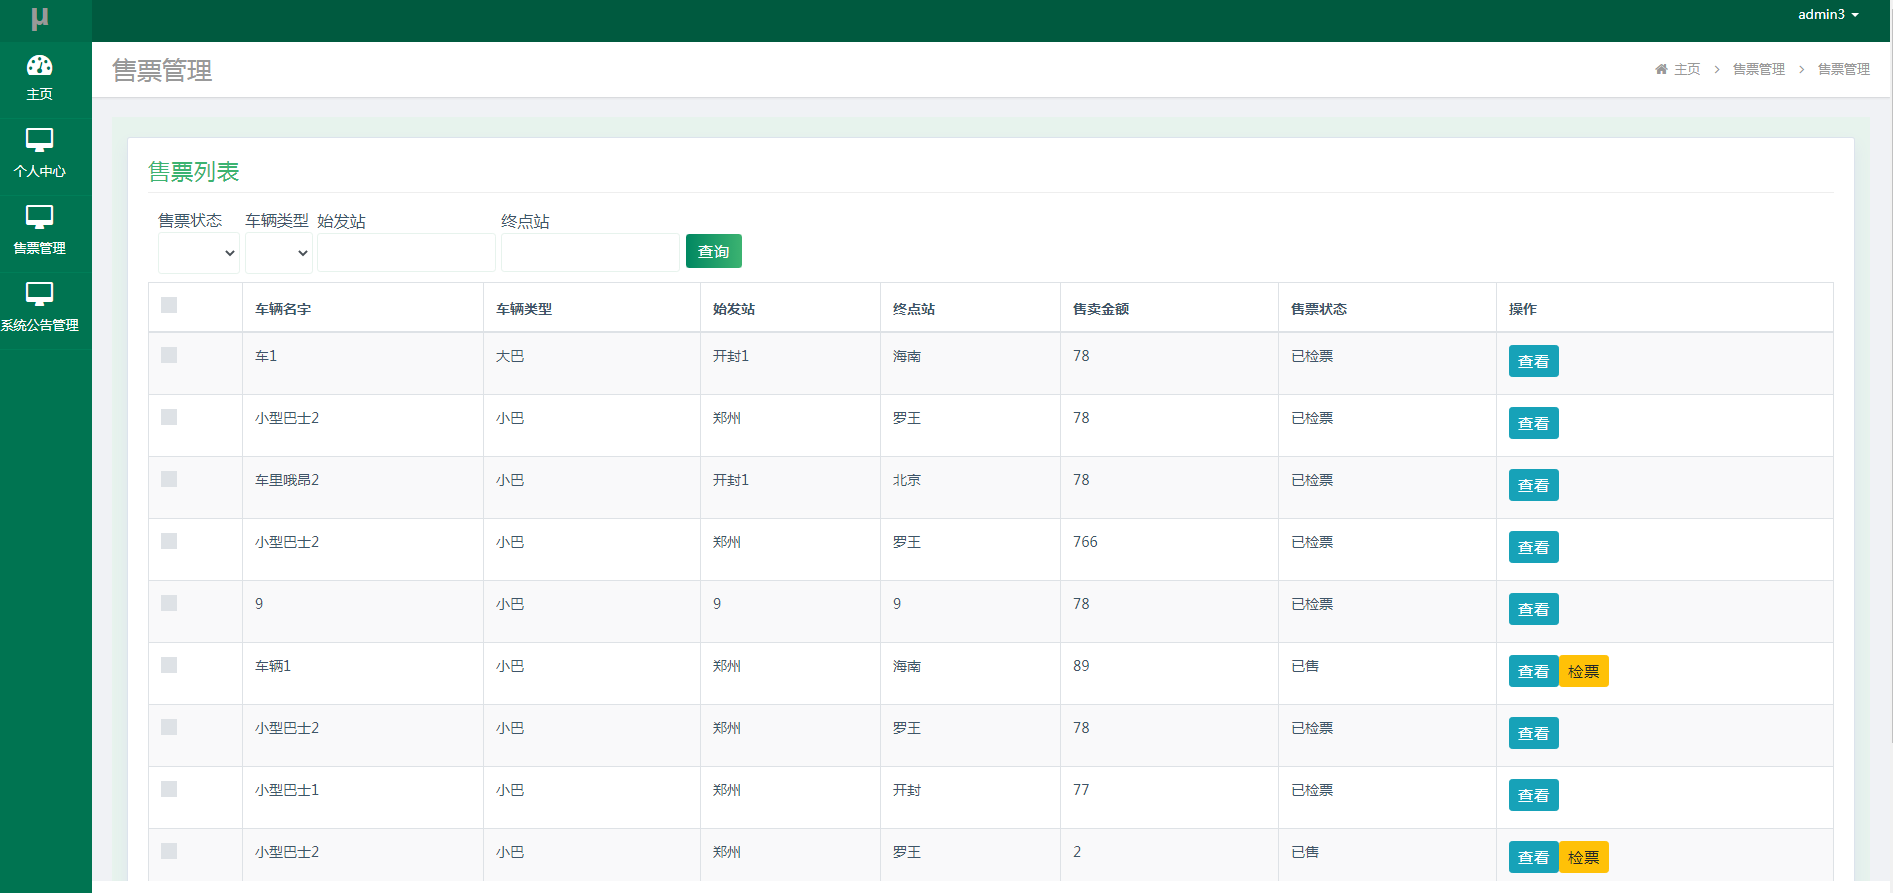 µ
admin3
主页
个人中心
售票管理
系统公告管理
售票管理
主页 > 售票管理 > 售票管理
售票列表
售票状态 车辆类型 始发站 终点站
查询
车辆名字 车辆类型 始发站 终点站 售卖金额 售票状态 操作
车1 大巴 开封1 海南 78 已检票 查看
小型巴士2 小巴 郑州 罗王 78 已检票 查看
车里哦昂2 小巴 开封1 北京 78 已检票 查看
小型巴士2 小巴 郑州 罗王 766 已检票 查看
9 小巴 9 9 78 已检票 查看
车辆1 小巴 郑州 海南 89 已售 查看 检票
小型巴士2 小巴 郑州 罗王 78 已检票 查看
小型巴士1 小巴 郑州 开封 77 已检票 查看
小型巴士2 小巴 郑州 罗王 2 已售 查看 检票